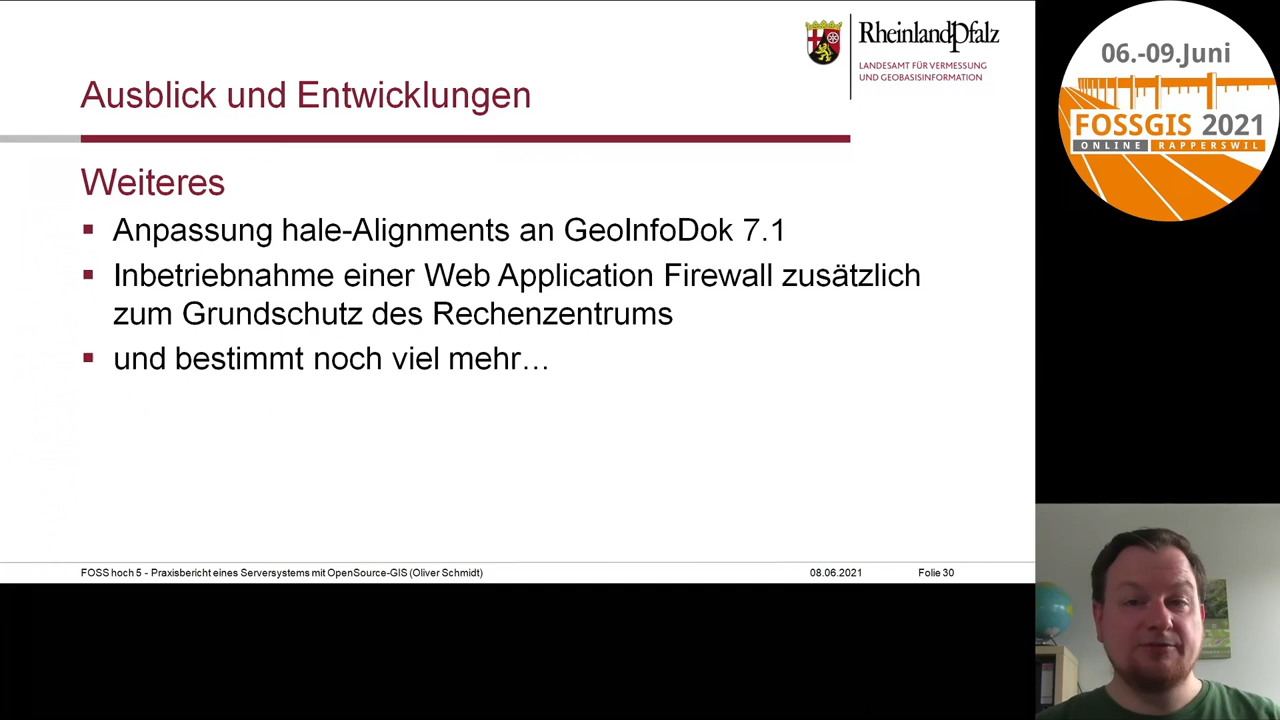 Rheinland Pfalz
LANDESAMT FÜR VERMESSUNG
UND GEOBASISINFORMATION
Ausblick und Entwicklungen
Weiteres
Anpassung hale-Alignments an GeoInfoDok 7.1
Inbetriebnahme einer Web Application Firewall zusätzlich
zum Grundschutz des Rechenzentrums
und bestimmt noch viel mehr…
FOSS hoch 5 - Praxisbericht eines Serversystems mit OpenSource-GIS (Oliver Schmidt)
08.06.2021
Folie 30
06.-09.Juni
FOSSGIS 2021
ONLINE RAPPERSWIL